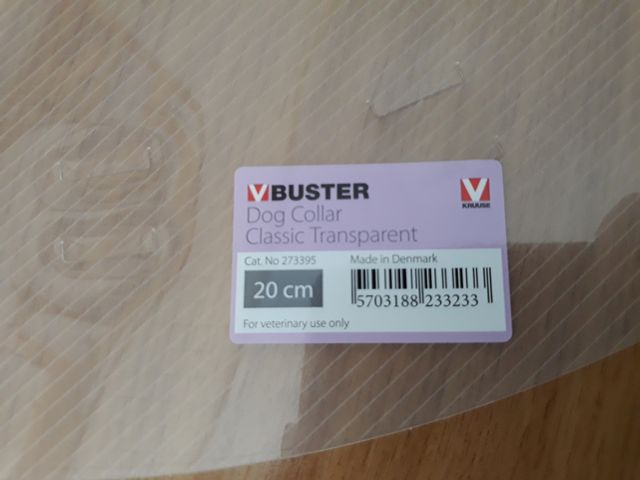 VBUSTER
V
KRUUSE
Dog Collar
Classic Transparent
Cat. No 273395
Made in Denmark
20 cm
5703188 233233
For veterinary use only